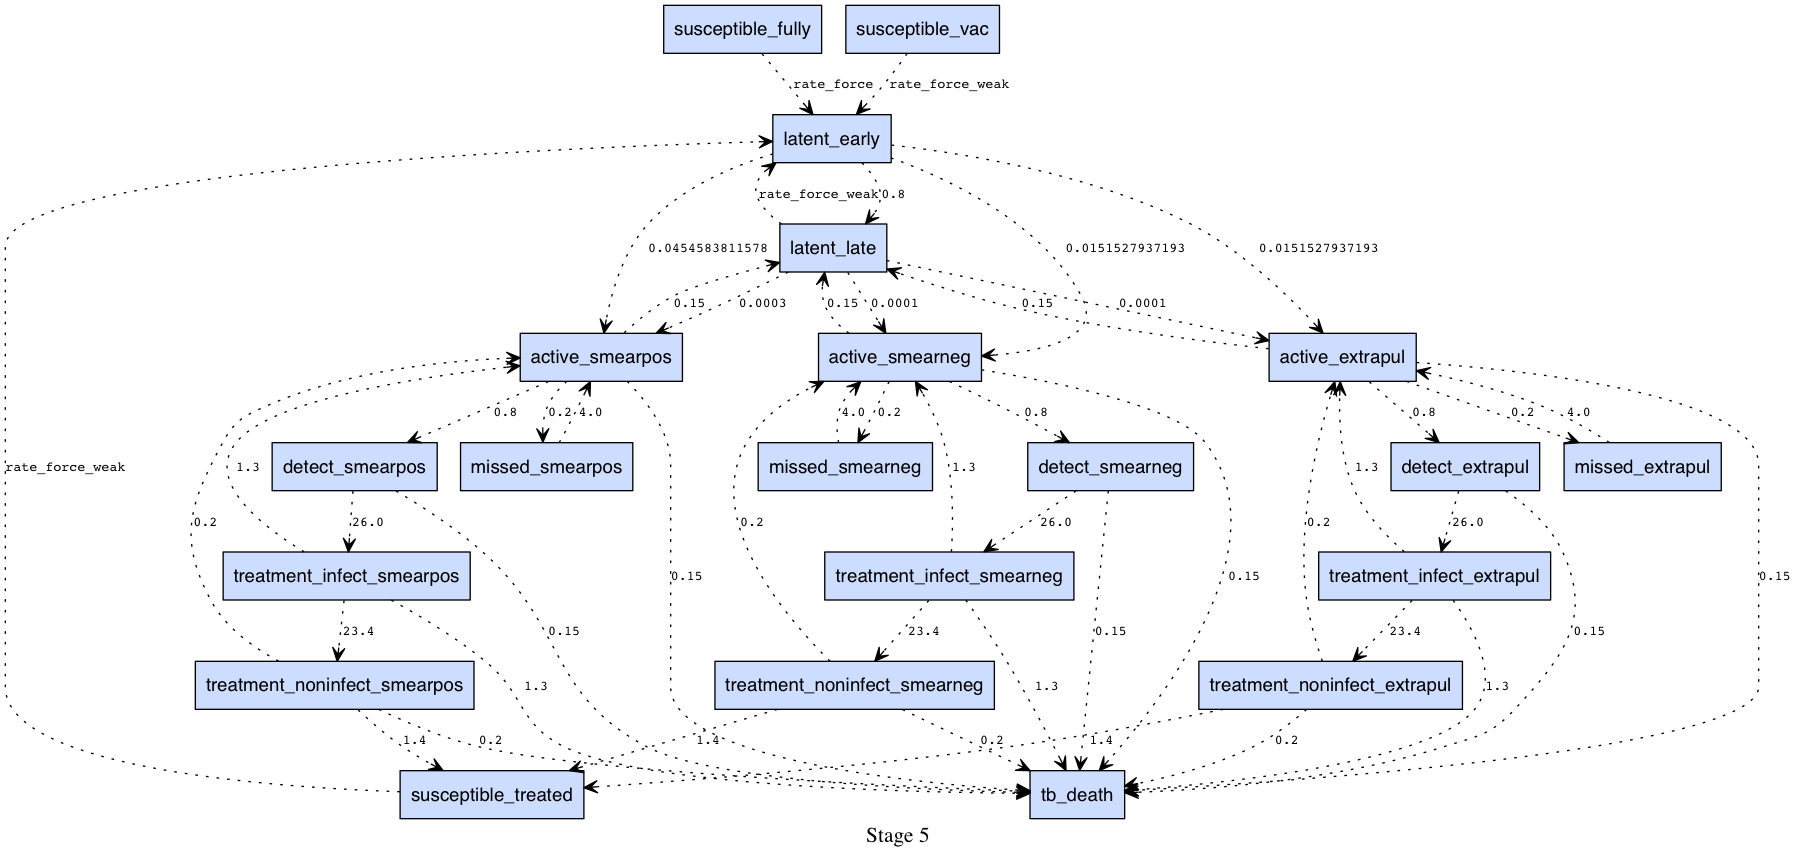 susceptible_fully susceptible_vac
rate_force rate_force_weak
latent_early
rate_force_weak 0.8
0.0454583811578 latent_late 0.0151527937193 0.0151527937193
0.15 0.0003 0.15 0.0001 0.15 0.0001
active_smearpos active_smearneg active_extrapul
0.8 0.2 4.0 4.0 0.2 0.8 0.8 0.2 4.0
rate_force_weak 1.3 detect_smearpos missed_smearpos missed_smearneg 1.3 detect_smearneg 1.3 detect_extrapul missed_extrapul
0.2 26.0 0.2 26.0 0.2 26.0
treatment_infect_smearpos 0.15 treatment_infect_smearneg 0.15 treatment_infect_extrapul 0.15
23.4 0.15 23.4 0.15 23.4 0.15
treatment_noninfect_smearpos 1.3 treatment_noninfect_smearneg 1.3 treatment_noninfect_extrapul 1.3
1.4 0.2 1.4 0.2 1.4 0.2
susceptible_treated tb_death
Stage 5